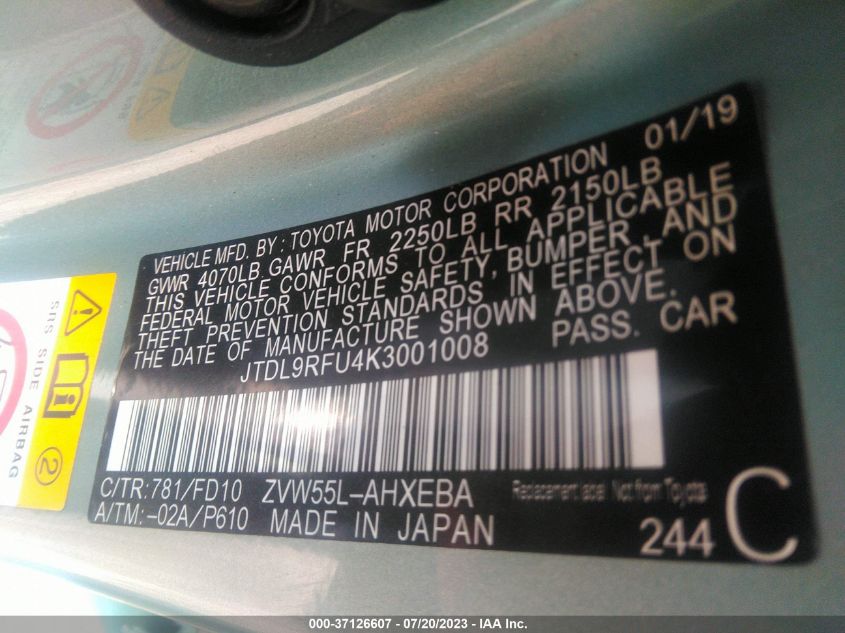 VEHICLE MFD. BY : TOYOTA MOTOR CORPORATION 01/19
GVWR 4070LB GAWR FR 2250LB RR 2150LB
THIS VEHICLE CONFORMS TO ALL APPLICABLE
FEDERAL MOTOR VEHICLE SAFETY, BUMPER, AND
THEFT PREVENTION STANDARDS IN EFFECT ON
THE DATE OF MANUFACTURE SHOWN ABOVE.
JTDL9RFU4K3001008 PASS. CAR
C/TR: 781/FD10 ZVW55L-AHXEBA Replacement label: Not from Toyota
A/TM: -02A/P610 MADE IN JAPAN 244 C
SRS SIDE AIRBAG
2
000-37126607 / 07/20/2023 - IAA Inc.